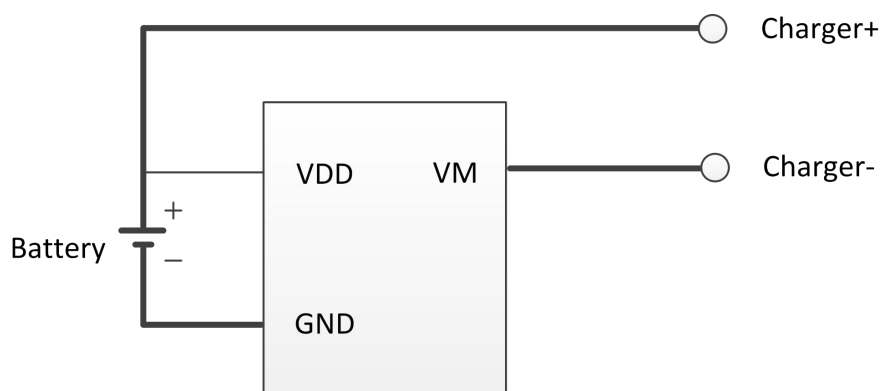 Charger+
VDD VM Charger-
+
Battery
−
GND